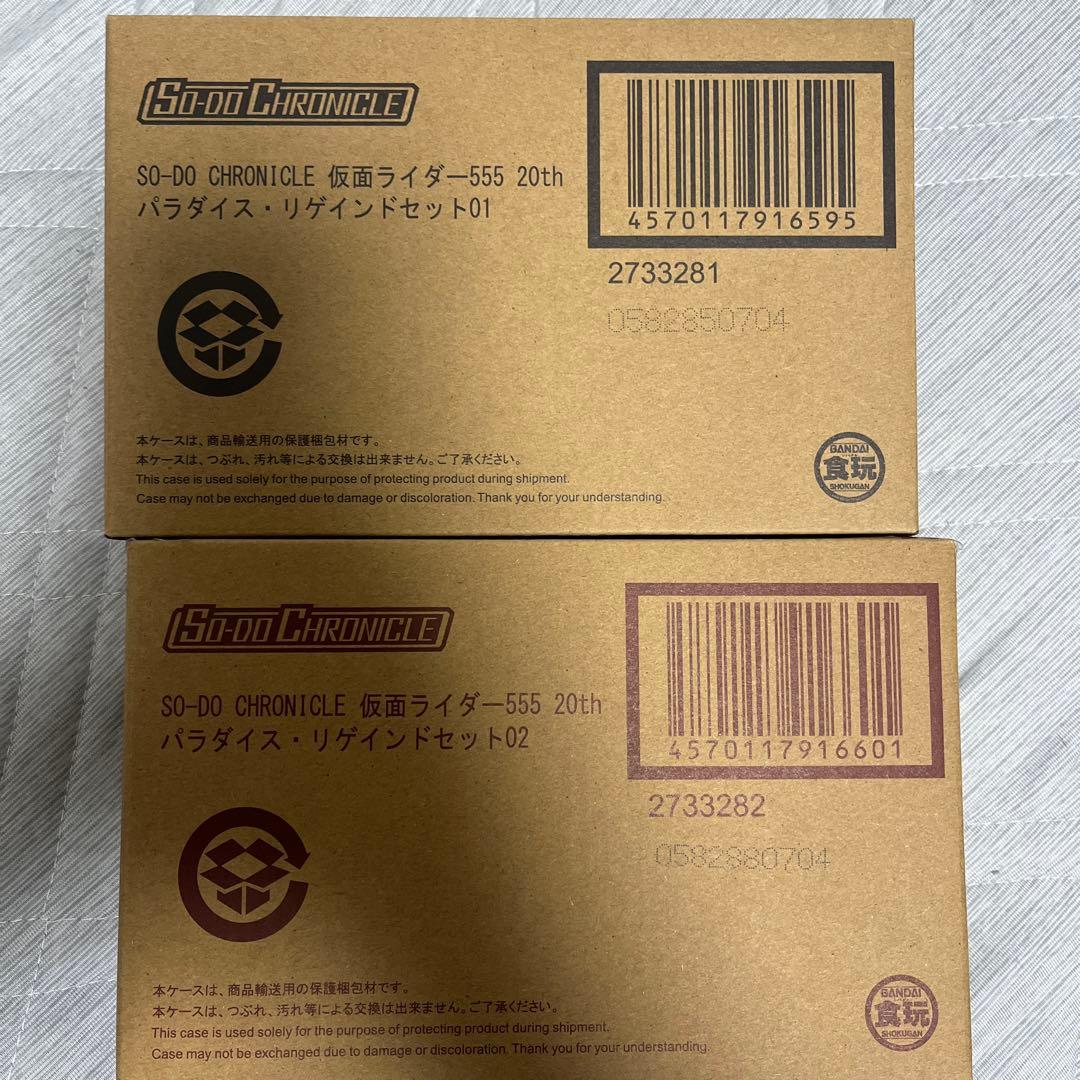 SO-DO CHRONICLE
SO-DO CHRONICLE 仮面ライダー555 20th
パラダイス・リゲインドセット01
4570117916595
2733281
0582850704
本ケースは、商品輸送用の保護梱包材です。
本ケースは、つぶれ、汚れ等による交換は出来ません。ご了承ください。
This case is used solely for the purpose of protecting product during shipment.
Case may not be exchanged due to damage or discoloration. Thank you for your understanding.
BANDAI
食玩
SHOKUGAN
SO-DO CHRONICLE
SO-DO CHRONICLE 仮面ライダー555 20th
パラダイス・リゲインドセット02
4570117916601
2733282
0582880704
本ケースは、商品輸送用の保護梱包材です。
本ケースは、つぶれ、汚れ等による交換は出来ません。ご了承ください。
This case is used solely for the purpose of protecting product during shipment.
Case may not be exchanged due to damage or discoloration. Thank you for your understanding.
BANDAI
食玩
SHOKUGAN